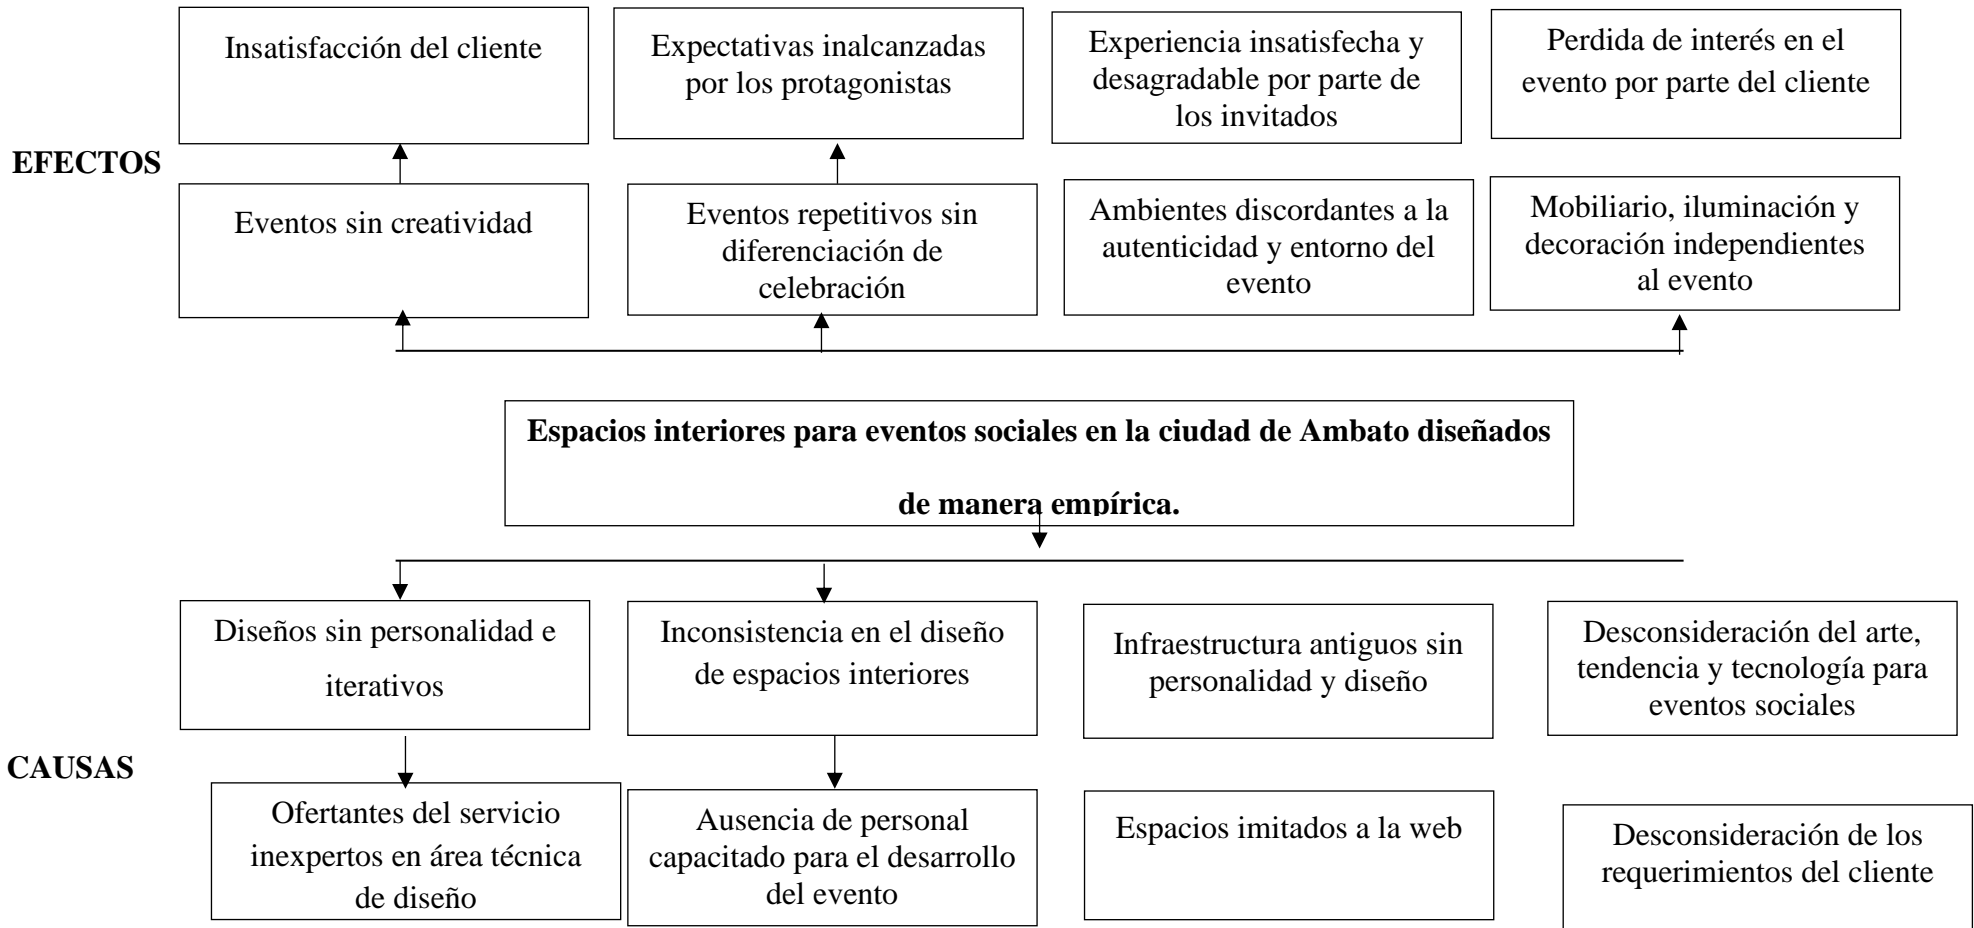 Insatisfacción del cliente
Expectativas inalcanzadas
por los protagonistas
Experiencia insatisfecha y
desagradable por parte de
los invitados
Perdida de interés en el
evento por parte del cliente
EFECTOS
Eventos sin creatividad
Eventos repetitivos sin
diferenciación de
celebración
Ambientes discordantes a la
autenticidad y entorno del
evento
Mobiliario, iluminación y
decoración independientes
al evento
Espacios interiores para eventos sociales en la ciudad de Ambato diseñados
de manera empírica.
Diseños sin personalidad e
iterativos
Inconsistencia en el diseño
de espacios interiores
Infraestructura antiguos sin
personalidad y diseño
Desconsideración del arte,
tendencia y tecnología para
eventos sociales
CAUSAS
Ofertantes del servicio
inexpertos en área técnica
de diseño
Ausencia de personal
capacitado para el desarrollo
del evento
Espacios imitados a la web
Desconsideración de los
requerimientos del cliente